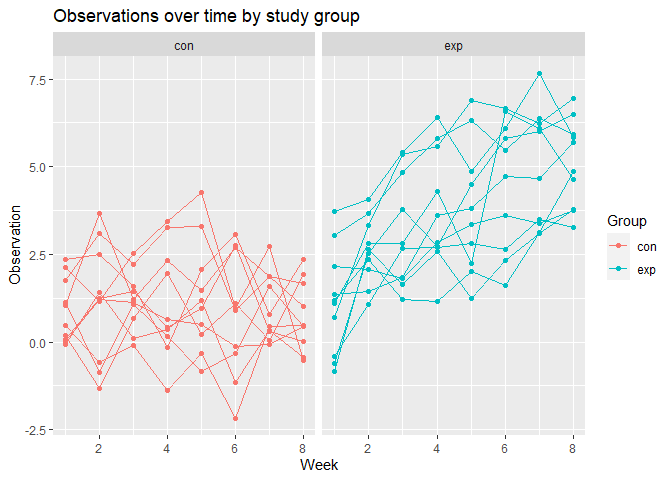 Observations over time by study group
con exp
7.5
5.0
2.5
0.0
-2.5
Observation
2 4 6 8 2 4 6 8
Week
Group
con
exp